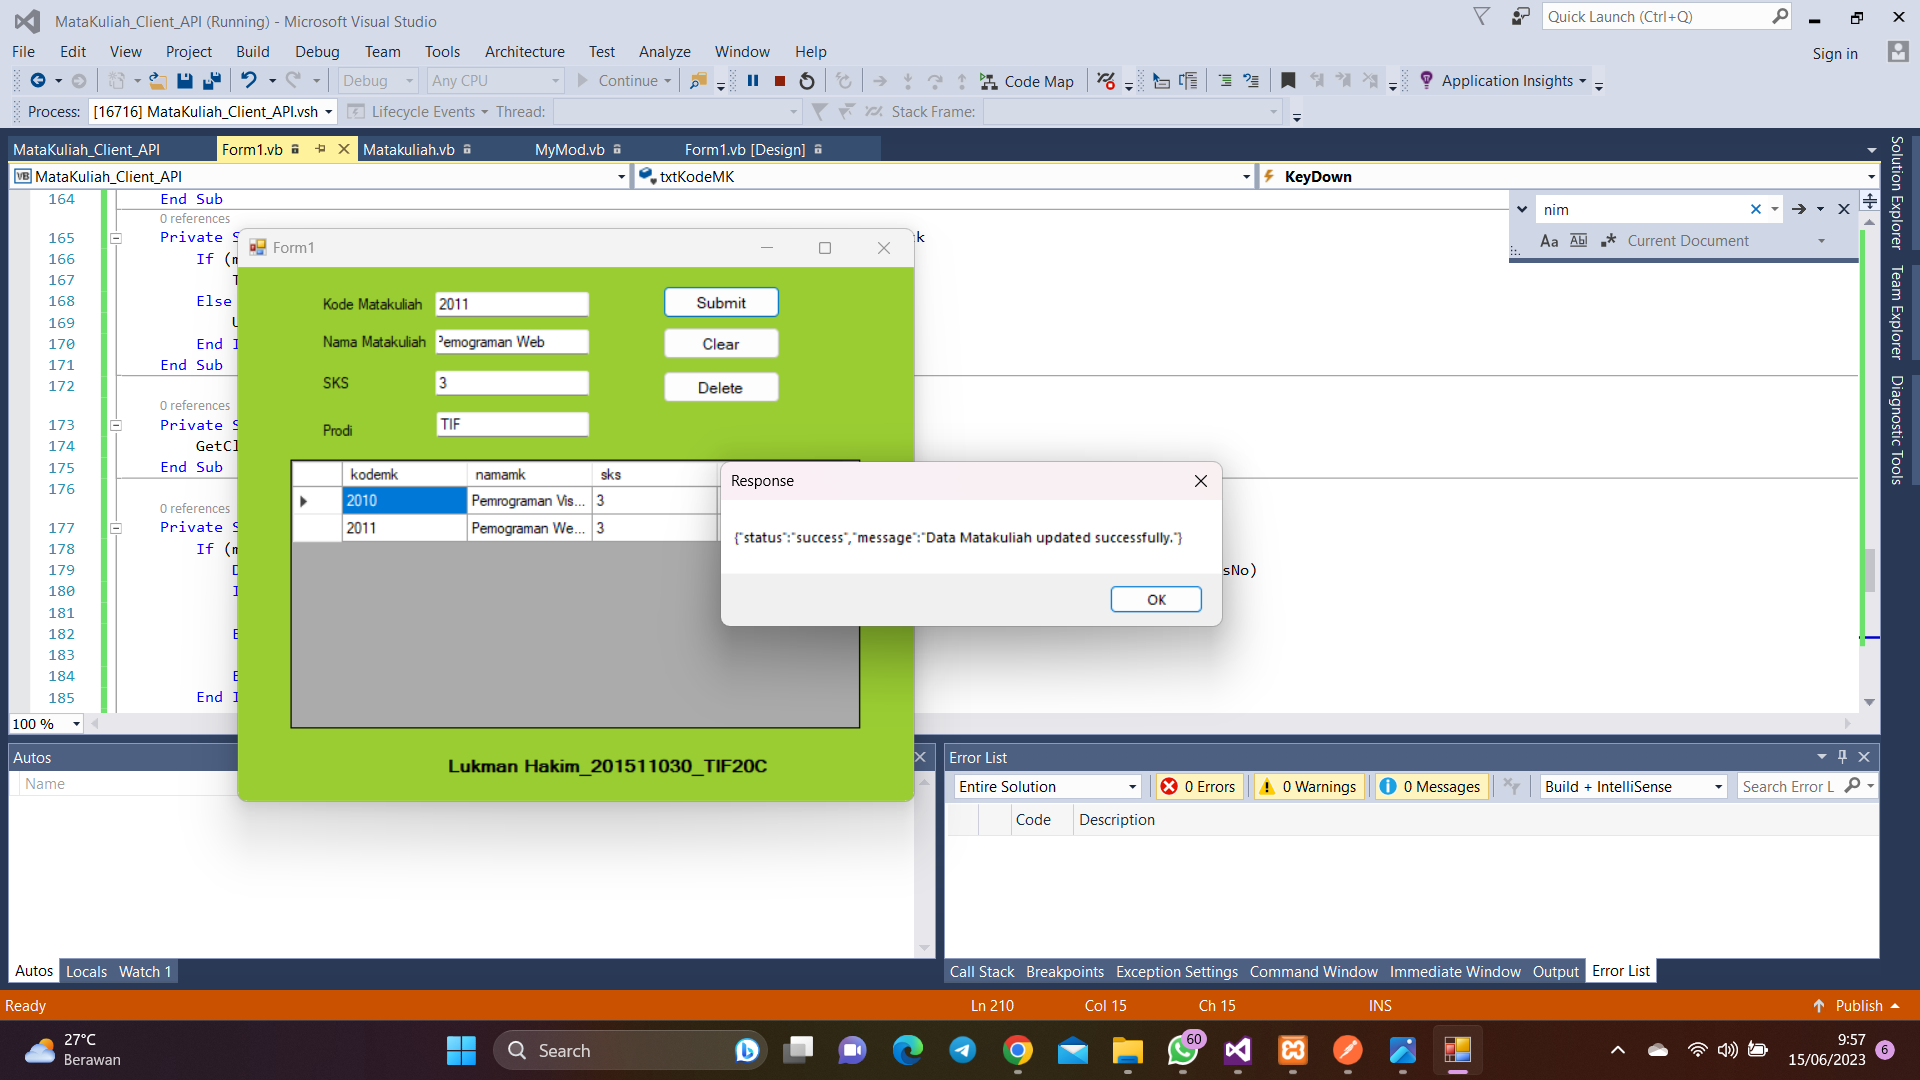 MataKuliah_Client_API (Running) - Microsoft Visual Studio
Quick Launch (Ctrl+Q)
File Edit View Project Build Debug Team Tools Architecture Test Analyze Window Help
Sign in
Debug Any CPU Continue Code Map Application Insights
Process: [16716] MataKuliah_Client_API.vsh Lifecycle Events Thread: Stack Frame:
MataKuliah_Client_API Form1.vb Matakuliah.vb MyMod.vb Form1.vb [Design]
MataKuliah_Client_API txtKodeMK KeyDown
164 End Sub
0 references
165 Private S
166 If (m
167 T
168 Else
169 U
170 End I
171 End Sub
172
0 references
173 Private S
174 GetCl
175 End Sub
176
0 references
177 Private S
178 If (m
179 D sNo)
180 I
181
182 E
183
184 E
185 End I
nim
Aa Ab Current Document
Solution Explorer
Team Explorer
Diagnostic Tools
Form1
Kode Matakuliah 2011 Submit
Nama Matakuliah Pemograman Web Clear
SKS 3 Delete
Prodi TIF
kodemk namamk sks
2010 Pemrograman Vis... 3
2011 Pemograman We... 3
Lukman Hakim_201511030_TIF20C
Response
{"status":"success","message":"Data Matakuliah updated successfully."}
OK
100 %
Autos
Name
Autos Locals Watch 1
Error List
Entire Solution 0 Errors 0 Warnings 0 Messages Build + IntelliSense Search Error L
Code Description
Call Stack Breakpoints Exception Settings Command Window Immediate Window Output Error List
Ready Ln 210 Col 15 Ch 15 INS Publish
27°C
Berawan
Search
60
9:57
15/06/2023
6